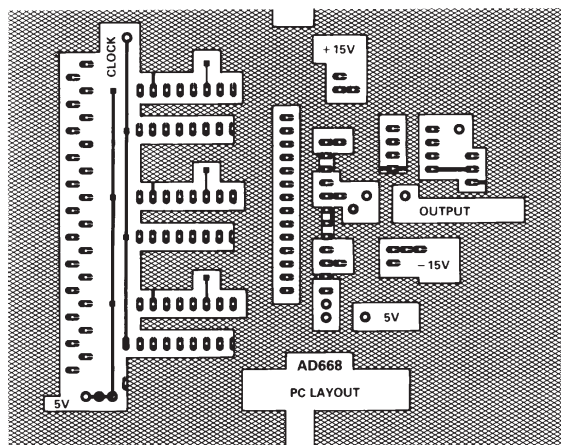 CLOCK
+ 15V
OUTPUT
– 15V
5V
AD668
PC LAYOUT
5V